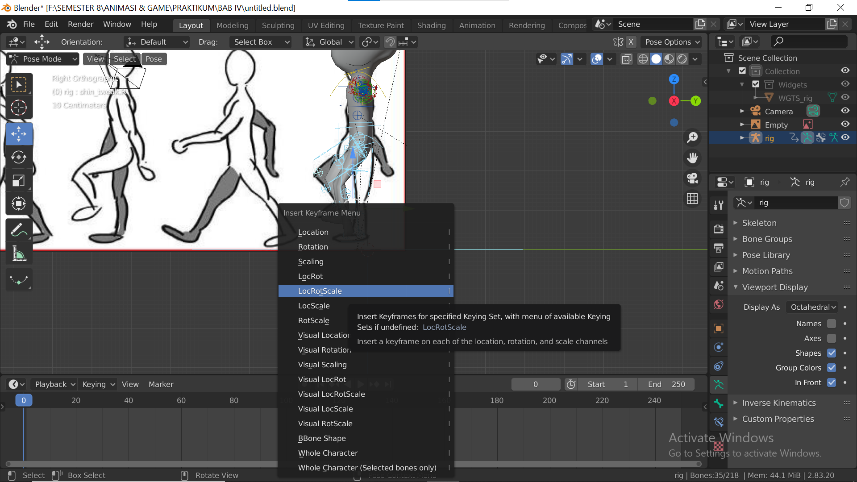 Blender* [F:\SEMESTER 8\ANIMASI & GAME\PRAKTIKUM\BAB IV\untitled.blend]
File Edit Render Window Help Layout Modeling Sculpting UV Editing Texture Paint Shading Animation Rendering Compos Scene View Layer
Orientation: Default Drag: Select Box Global Pose Options
Pose Mode View Select Pose
Right Orthographic
(0) rig : shin_
10 Centimeters
Z
X
Y
Scene Collection
Collection
Widgets
WGTS_rig
Camera
Empty
rig
rig rig
rig
Skeleton
Bone Groups
Pose Library
Motion Paths
Viewport Display
Display As Octahedral
Names
Axes
Shapes
Group Colors
In Front
Inverse Kinematics
Custom Properties
Insert Keyframe Menu
Location I
Rotation I
Scaling I
LocRot I
LocRotScale I
LocScale
RotScale
Visual Location
Visual Rotation I
Visual Scaling I
Visual LocRot I
Visual LocRotScale I
Visual LocScale I
Visual RotScale I
BBone Shape I
Whole Character I
Whole Character (Selected bones only) I
Insert Keyframes for specified Keying Set, with menu of available Keying
Sets if undefined: LocRotScale
Insert a keyframe on each of the location, rotation, and scale channels
Playback Keying View Marker 0 Start 1 End 250
0 20 40 60 80 180 200 220 240
Activate Windows
Go to Settings to activate Windows.
Select Box Select Rotate View rig | Bones:35/218 | Mem: 44.1 MiB | 2.83.20